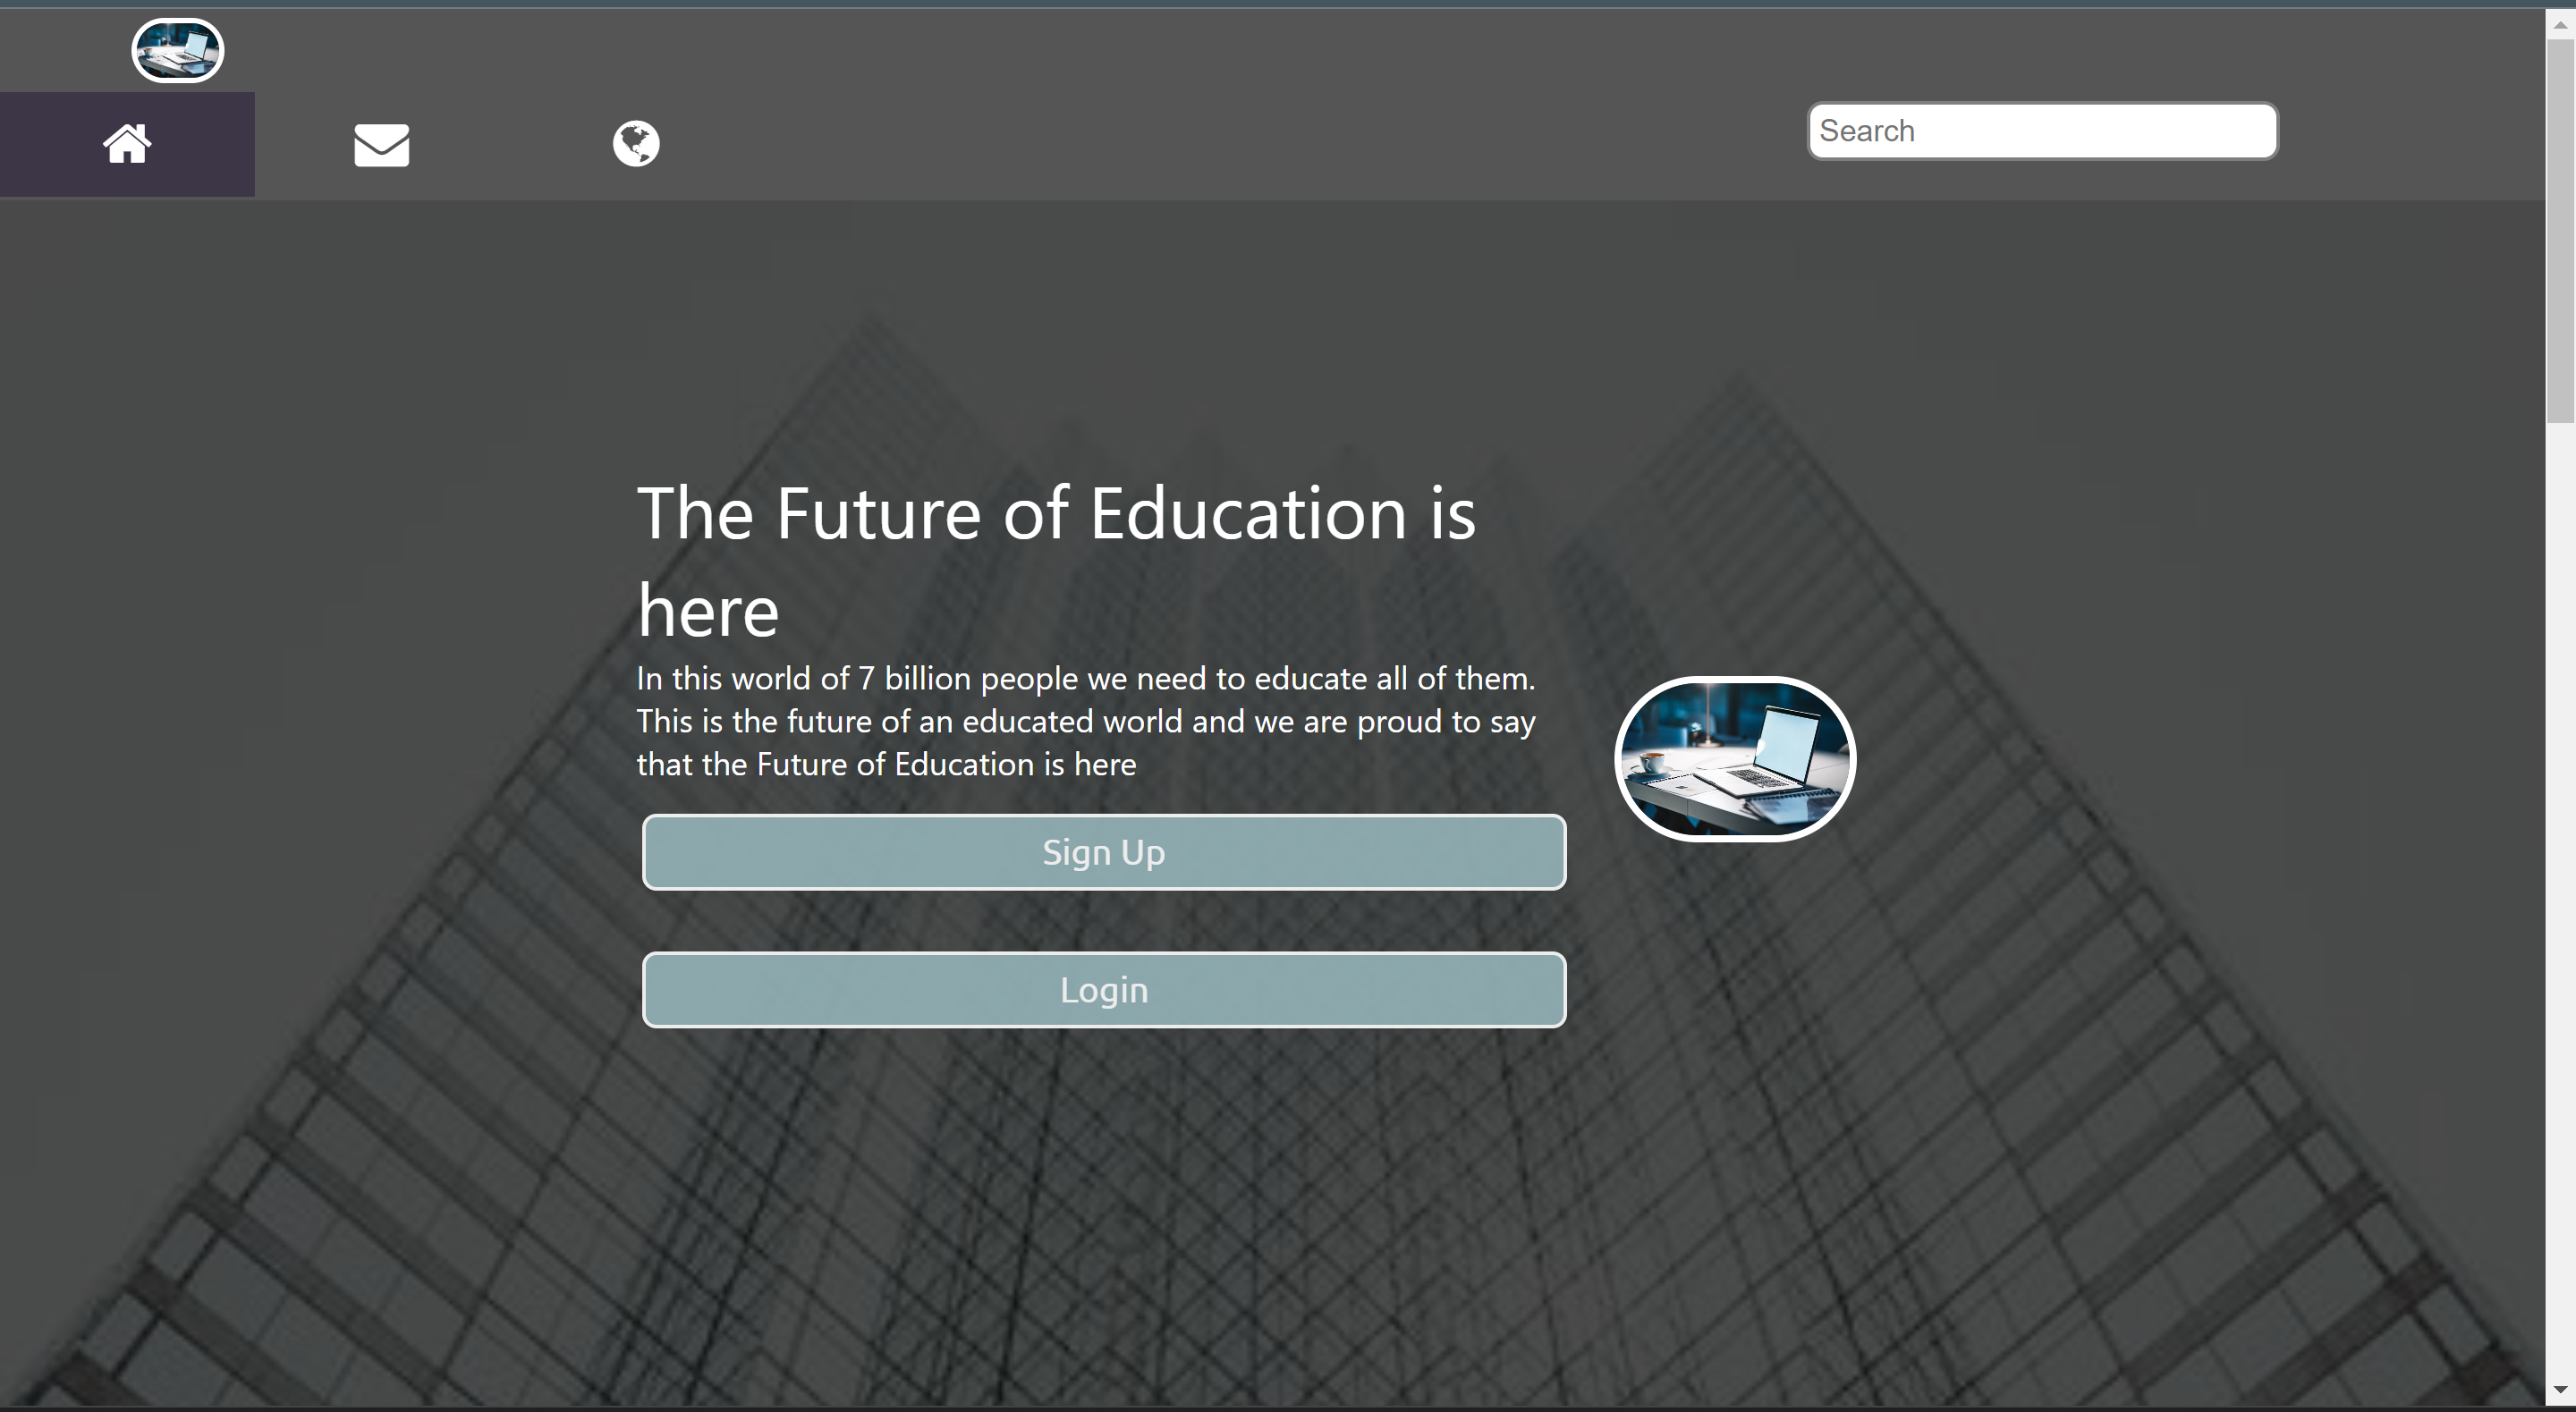 Search
The Future of Education is
here
In this world of 7 billion people we need to educate all of them.
This is the future of an educated world and we are proud to say
that the Future of Education is here
Sign Up
Login